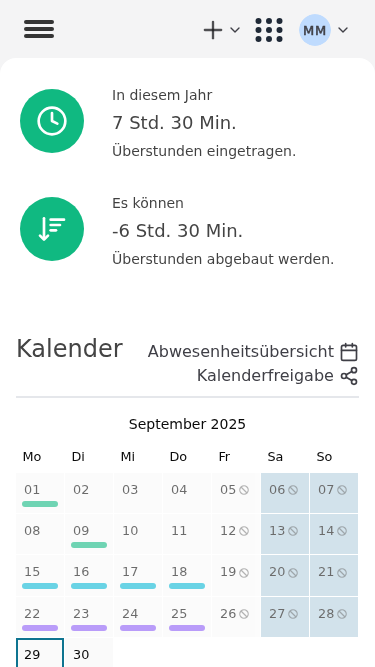 MM
In diesem Jahr
7 Std. 30 Min.
Überstunden eingetragen.
Es können
-6 Std. 30 Min.
Überstunden abgebaut werden.
Kalender
Abwesenheitsübersicht
Kalenderfreigabe
September 2025
Mo Di Mi Do Fr Sa So
01 02 03 04 05 06 07
08 09 10 11 12 13 14
15 16 17 18 19 20 21
22 23 24 25 26 27 28
29 30